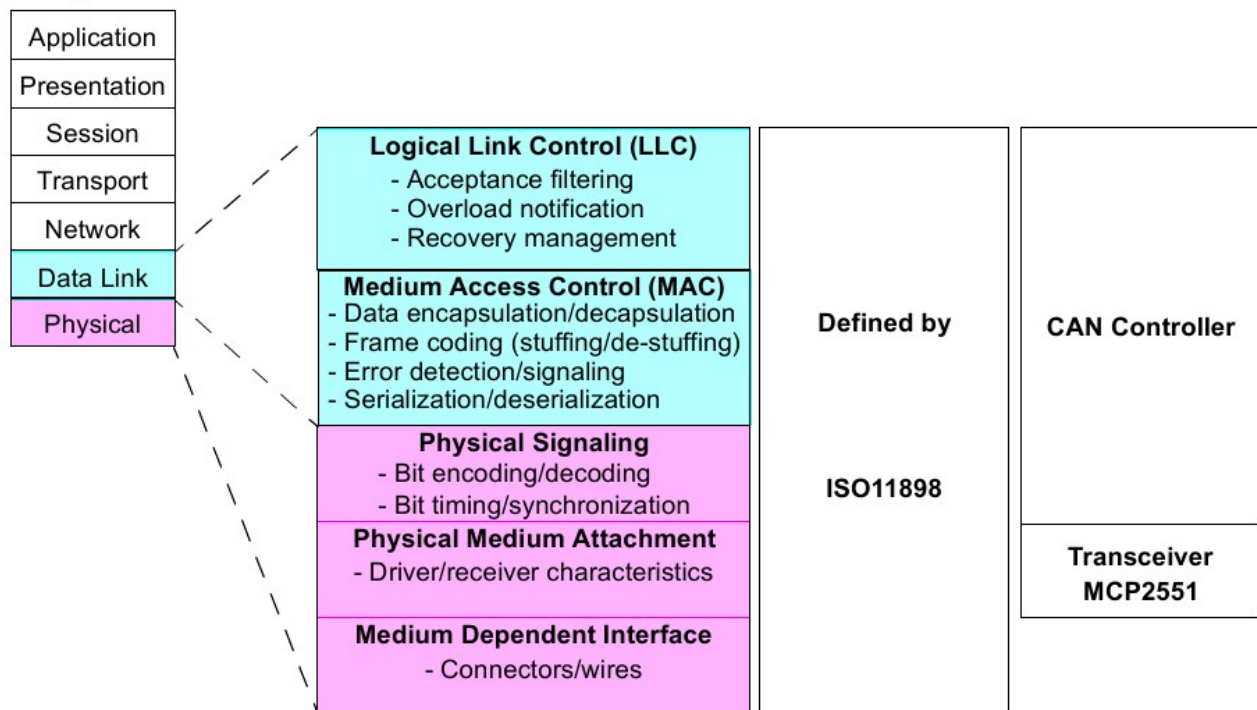 Application
Presentation
Session
Transport
Network
Data Link
Physical
Logical Link Control (LLC)
- Acceptance filtering
- Overload notification
- Recovery management
Medium Access Control (MAC)
- Data encapsulation/decapsulation
- Frame coding (stuffing/de-stuffing)
- Error detection/signaling
- Serialization/deserialization
Physical Signaling
- Bit encoding/decoding
- Bit timing/synchronization
Physical Medium Attachment
- Driver/receiver characteristics
Medium Dependent Interface
- Connectors/wires
Defined by
ISO11898
CAN Controller
Transceiver
MCP2551